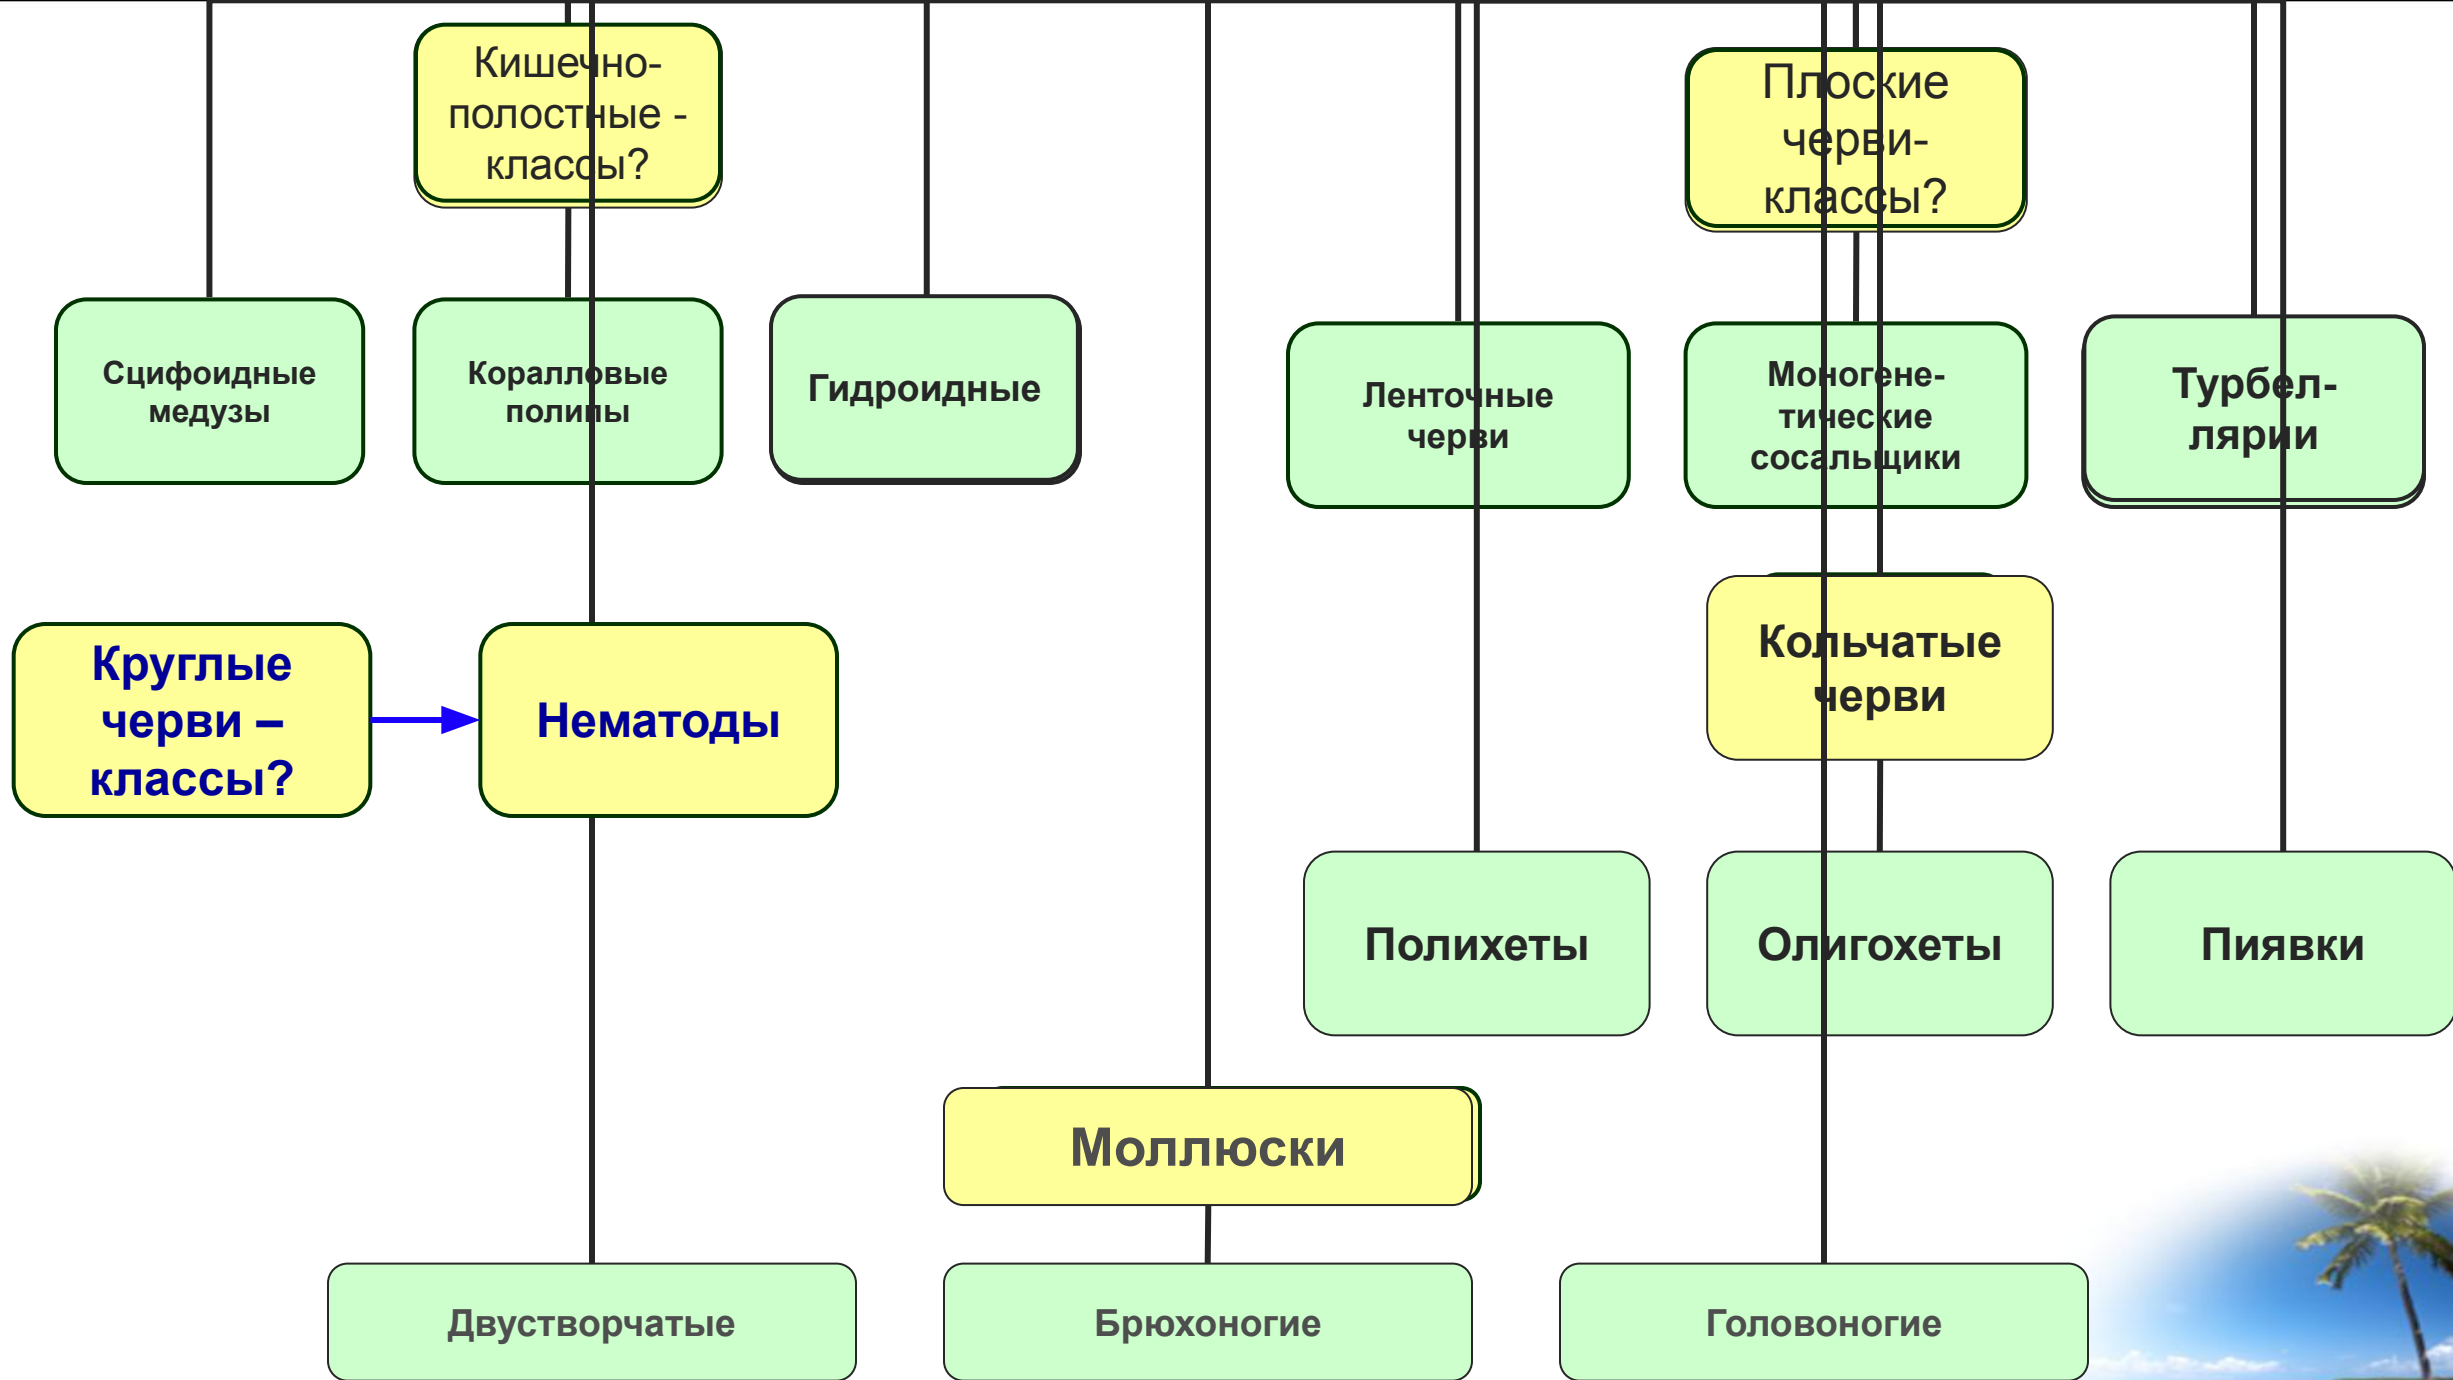 Кишечно-
полостные -
классы?
Плоские
черви-
классы?
Сцифоидные
медузы
Коралловые
полипы
Гидроидные
Ленточные
черви
Моногене-
тические
сосальщики
Турбел-
лярии
Круглые
черви –
классы?
Нематоды
Кольчатые
черви
Полихеты
Олигохеты
Пиявки
Моллюски
Двустворчатые
Брюхоногие
Головоногие